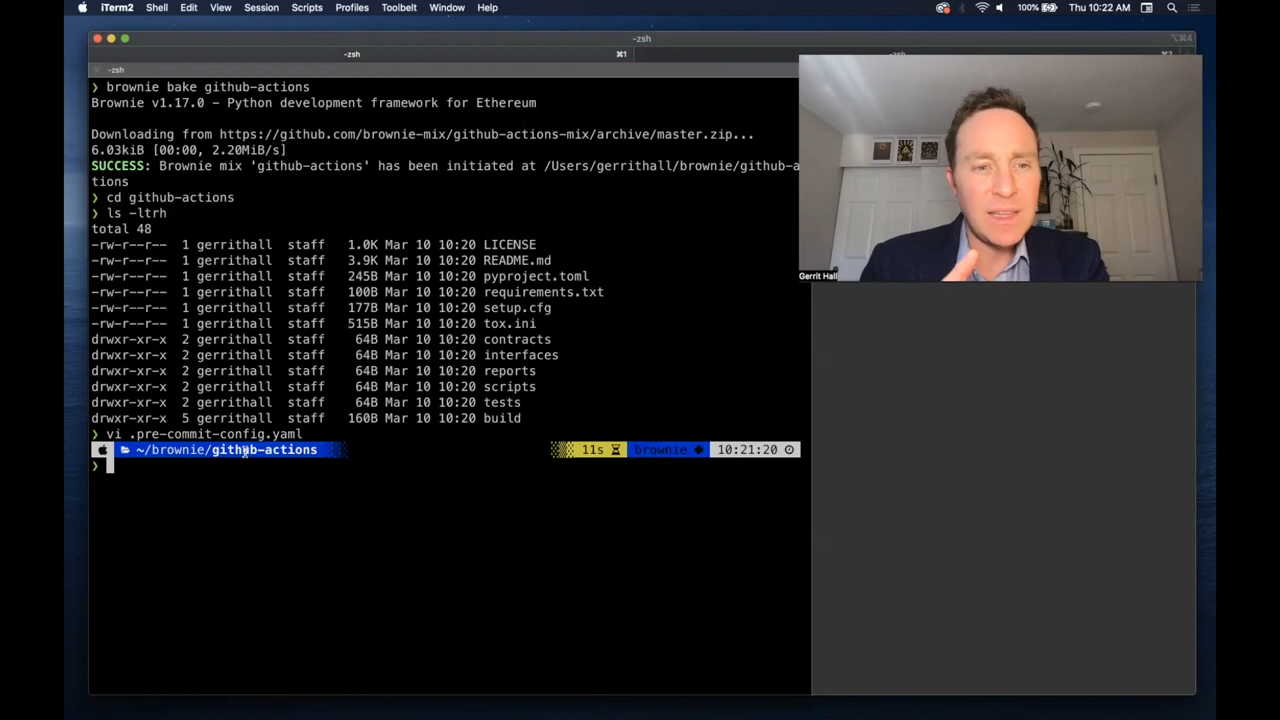 iTerm2 Shell Edit View Session Scripts Profiles Toolbelt Window Help 100% Thu 10:22 AM
-zsh ⌥⌘4
-zsh ⌘1 -zsh ⌘2
-zsh
❯ brownie bake github-actions
Brownie v1.17.0 - Python development framework for Ethereum
Downloading from https://github.com/brownie-mix/github-actions-mix/archive/master.zip...
6.03kiB [00:00, 2.20MiB/s]
SUCCESS: Brownie mix 'github-actions' has been initiated at /Users/gerrithall/brownie/github-a
tions
❯ cd github-actions
❯ ls -ltrh
total 48
-rw-r--r-- 1 gerrithall staff 1.0K Mar 10 10:20 LICENSE
-rw-r--r-- 1 gerrithall staff 3.9K Mar 10 10:20 README.md
-rw-r--r-- 1 gerrithall staff 245B Mar 10 10:20 pyproject.toml
-rw-r--r-- 1 gerrithall staff 100B Mar 10 10:20 requirements.txt
-rw-r--r-- 1 gerrithall staff 177B Mar 10 10:20 setup.cfg
-rw-r--r-- 1 gerrithall staff 515B Mar 10 10:20 tox.ini
drwxr-xr-x 2 gerrithall staff 64B Mar 10 10:20 contracts
drwxr-xr-x 2 gerrithall staff 64B Mar 10 10:20 interfaces
drwxr-xr-x 2 gerrithall staff 64B Mar 10 10:20 reports
drwxr-xr-x 2 gerrithall staff 64B Mar 10 10:20 scripts
drwxr-xr-x 2 gerrithall staff 64B Mar 10 10:20 tests
drwxr-xr-x 5 gerrithall staff 160B Mar 10 10:20 build
❯ vi .pre-commit-config.yaml
~/brownie/github-actions 11s brownie 10:21:20
❯
Gerrit Hall